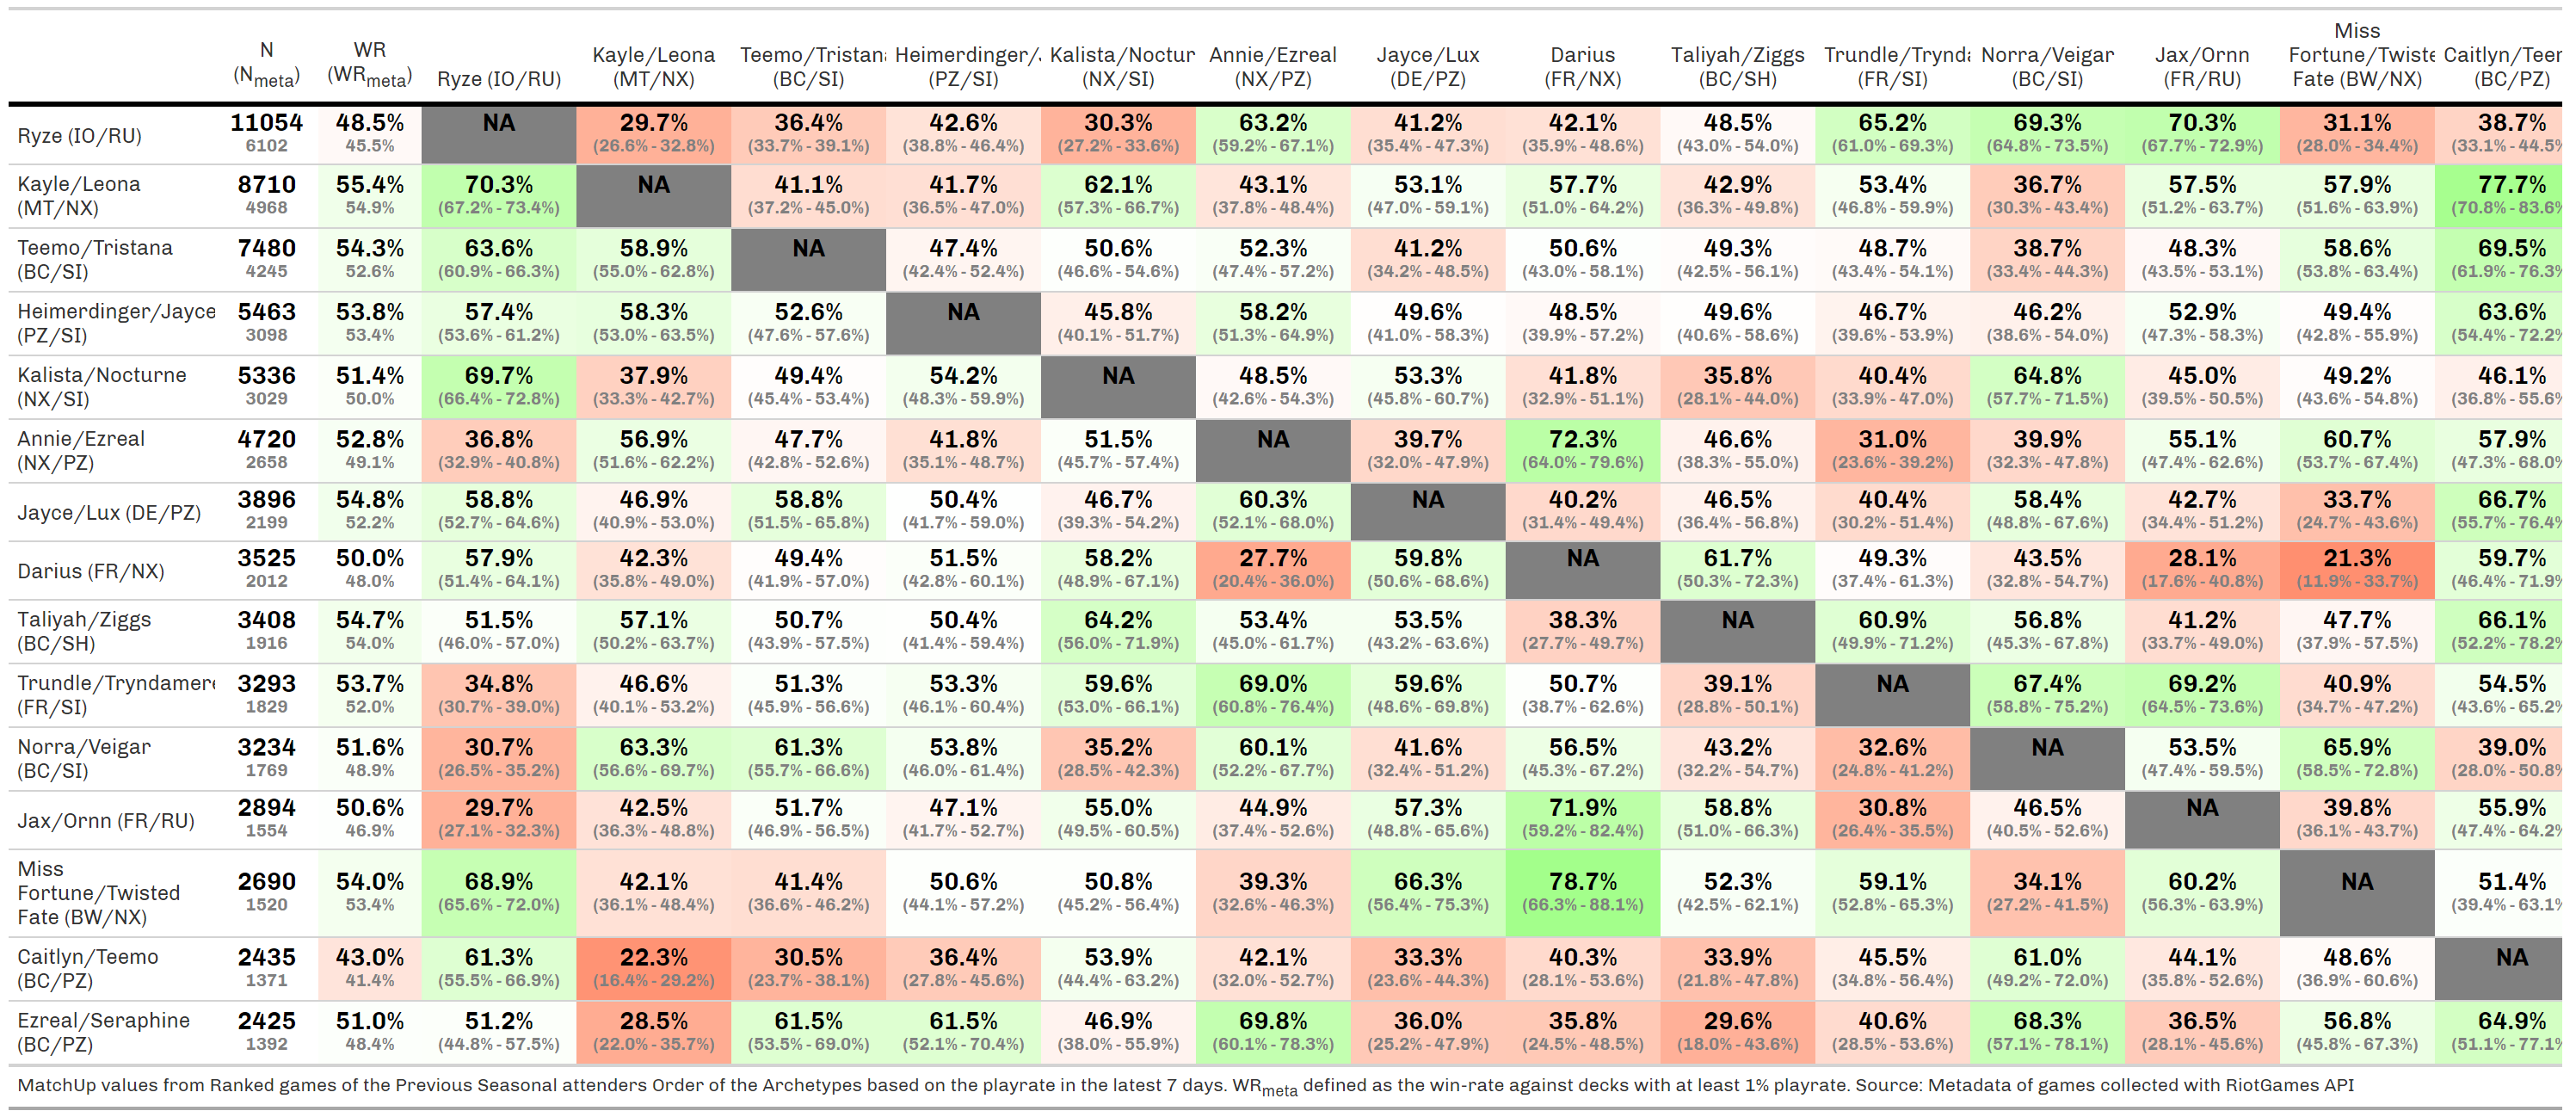 N (N_meta) WR (WR_meta) Ryze (IO/RU) Kayle/Leona (MT/NX) Teemo/Tristana (BC/SI) Heimerdinger/J (PZ/SI) Kalista/Noctur (NX/SI) Annie/Ezreal (NX/PZ) Jayce/Lux (DE/PZ) Darius (FR/NX) Taliyah/Ziggs (BC/SH) Trundle/Trynda (FR/SI) Norra/Veigar (BC/SI) Jax/Ornn (FR/RU) Miss Fortune/Twiste Fate (BW/NX) Caitlyn/Teer (BC/PZ)
Ryze (IO/RU) 11054 48.5% NA 29.7% 36.4% 42.6% 30.3% 63.2% 41.2% 42.1% 48.5% 65.2% 69.3% 70.3% 31.1% 38.7%
6102 45.5% (26.6% - 32.8%) (33.7% - 39.1%) (38.8% - 46.4%) (27.2% - 33.6%) (59.2% - 67.1%) (35.4% - 47.3%) (35.9% - 48.6%) (43.0% - 54.0%) (61.0% - 69.3%) (64.8% - 73.5%) (67.7% - 72.9%) (28.0% - 34.4%) (33.1% - 44.5%
Kayle/Leona 8710 55.4% 70.3% NA 41.1% 41.7% 62.1% 43.1% 53.1% 57.7% 42.9% 53.4% 36.7% 57.5% 57.9% 77.7%
(MT/NX) 4968 54.9% (67.2% - 73.4%) (37.2% - 45.0%) (36.5% - 47.0%) (57.3% - 66.7%) (37.8% - 48.4%) (47.0% - 59.1%) (51.0% - 64.2%) (36.3% - 49.8%) (46.8% - 59.9%) (30.3% - 43.4%) (51.2% - 63.7%) (51.6% - 63.9%) (70.8% - 83.6%
Teemo/Tristana 7480 54.3% 63.6% 58.9% NA 47.4% 50.6% 52.3% 41.2% 50.6% 49.3% 48.7% 38.7% 48.3% 58.6% 69.5%
(BC/SI) 4245 52.6% (60.9% - 66.3%) (55.0% - 62.8%) (42.4% - 52.4%) (46.6% - 54.6%) (47.4% - 57.2%) (34.2% - 48.5%) (43.0% - 58.1%) (42.5% - 56.1%) (43.4% - 54.1%) (33.4% - 44.3%) (43.5% - 53.1%) (53.8% - 63.4%) (61.9% - 76.3%
Heimerdinger/Jayce 5463 53.8% 57.4% 58.3% 52.6% NA 45.8% 58.2% 49.6% 48.5% 49.6% 46.7% 46.2% 52.9% 49.4% 63.6%
(PZ/SI) 3098 53.4% (53.6% - 61.2%) (53.0% - 63.5%) (47.6% - 57.6%) (40.1% - 51.7%) (51.3% - 64.9%) (41.0% - 58.3%) (39.9% - 57.2%) (40.6% - 58.6%) (39.6% - 53.9%) (38.6% - 54.0%) (47.3% - 58.3%) (42.8% - 55.9%) (54.4% - 72.2%
Kalista/Nocturne 5336 51.4% 69.7% 37.9% 49.4% 54.2% NA 48.5% 53.3% 41.8% 35.8% 40.4% 64.8% 45.0% 49.2% 46.1%
(NX/SI) 3029 50.0% (66.4% - 72.8%) (33.3% - 42.7%) (45.4% - 53.4%) (48.3% - 59.9%) (42.6% - 54.3%) (45.8% - 60.7%) (32.9% - 51.1%) (28.1% - 44.0%) (33.9% - 47.0%) (57.7% - 71.5%) (39.5% - 50.5%) (43.6% - 54.8%) (36.8% - 55.6%
Annie/Ezreal 4720 52.8% 36.8% 56.9% 47.7% 41.8% 51.5% NA 39.7% 72.3% 46.6% 31.0% 39.9% 55.1% 60.7% 57.9%
(NX/PZ) 2658 49.1% (32.9% - 40.8%) (51.6% - 62.2%) (42.8% - 52.6%) (35.1% - 48.7%) (45.7% - 57.4%) (32.0% - 47.9%) (64.0% - 79.6%) (38.3% - 55.0%) (23.6% - 39.2%) (32.3% - 47.8%) (47.4% - 62.6%) (53.7% - 67.4%) (47.3% - 68.0%
Jayce/Lux (DE/PZ) 3896 54.8% 58.8% 46.9% 58.8% 50.4% 46.7% 60.3% NA 40.2% 46.5% 40.4% 58.4% 42.7% 33.7% 66.7%
2199 52.2% (52.7% - 64.6%) (40.9% - 53.0%) (51.5% - 65.8%) (41.7% - 59.0%) (39.3% - 54.2%) (52.1% - 68.0%) (31.4% - 49.4%) (36.4% - 56.8%) (30.2% - 51.4%) (48.8% - 67.6%) (34.4% - 51.2%) (24.7% - 43.6%) (55.7% - 76.4%
Darius (FR/NX) 3525 50.0% 57.9% 42.3% 49.4% 51.5% 58.2% 27.7% 59.8% NA 61.7% 49.3% 43.5% 28.1% 21.3% 59.7%
2012 48.0% (51.4% - 64.1%) (35.8% - 49.0%) (41.9% - 57.0%) (42.8% - 60.1%) (48.9% - 67.1%) (20.4% - 36.0%) (50.6% - 68.6%) (50.3% - 72.3%) (37.4% - 61.3%) (32.8% - 54.7%) (17.6% - 40.8%) (11.9% - 33.7%) (46.4% - 71.9%
Taliyah/Ziggs 3408 54.7% 51.5% 57.1% 50.7% 50.4% 64.2% 53.4% 53.5% 38.3% NA 60.9% 56.8% 41.2% 47.7% 66.1%
(BC/SH) 1916 54.0% (46.0% - 57.0%) (50.2% - 63.7%) (43.9% - 57.5%) (41.4% - 59.4%) (56.0% - 71.9%) (45.0% - 61.7%) (43.2% - 63.6%) (27.7% - 49.7%) (49.9% - 71.2%) (45.3% - 67.8%) (33.7% - 49.0%) (37.9% - 57.5%) (52.2% - 78.2%
Trundle/Tryndamere 3293 53.7% 34.8% 46.6% 51.3% 53.3% 59.6% 69.0% 59.6% 50.7% 39.1% NA 67.4% 69.2% 40.9% 54.5%
(FR/SI) 1829 52.0% (30.7% - 39.0%) (40.1% - 53.2%) (45.9% - 56.6%) (46.1% - 60.4%) (53.0% - 66.1%) (60.8% - 76.4%) (48.6% - 69.8%) (38.7% - 62.6%) (28.8% - 50.1%) (58.8% - 75.2%) (64.5% - 73.6%) (34.7% - 47.2%) (43.6% - 65.2%
Norra/Veigar 3234 51.6% 30.7% 63.3% 61.3% 53.8% 35.2% 60.1% 41.6% 56.5% 43.2% 32.6% NA 53.5% 65.9% 39.0%
(BC/SI) 1769 48.9% (26.5% - 35.2%) (56.6% - 69.7%) (55.7% - 66.6%) (46.0% - 61.4%) (28.5% - 42.3%) (52.2% - 67.7%) (32.4% - 51.2%) (45.3% - 67.2%) (32.2% - 54.7%) (24.8% - 41.2%) (47.4% - 59.5%) (58.5% - 72.8%) (28.0% - 50.8%
Jax/Ornn (FR/RU) 2894 50.6% 29.7% 42.5% 51.7% 47.1% 55.0% 44.9% 57.3% 71.9% 58.8% 30.8% 46.5% NA 39.8% 55.9%
1554 46.9% (27.1% - 32.3%) (36.3% - 48.8%) (46.9% - 56.5%) (41.7% - 52.7%) (49.5% - 60.5%) (37.4% - 52.6%) (48.8% - 65.6%) (59.2% - 82.4%) (51.0% - 66.3%) (26.4% - 35.5%) (40.5% - 52.6%) (36.1% - 43.7%) (47.4% - 64.2%
Miss
Fortune/Twisted 2690 54.0% 68.9% 42.1% 41.4% 50.6% 50.8% 39.3% 66.3% 78.7% 52.3% 59.1% 34.1% 60.2% NA 51.4%
Fate (BW/NX) 1520 53.4% (65.6% - 72.0%) (36.1% - 48.4%) (36.6% - 46.2%) (44.1% - 57.2%) (45.2% - 56.4%) (32.6% - 46.3%) (56.4% - 75.3%) (66.3% - 88.1%) (42.5% - 62.1%) (52.8% - 65.3%) (27.2% - 41.5%) (56.3% - 63.9%) (39.4% - 63.1%
Caitlyn/Teemo 2435 43.0% 61.3% 22.3% 30.5% 36.4% 53.9% 42.1% 33.3% 40.3% 33.9% 45.5% 61.0% 44.1% 48.6% NA
(BC/PZ) 1371 41.4% (55.5% - 66.9%) (16.4% - 29.2%) (23.7% - 38.1%) (27.8% - 45.6%) (44.4% - 63.2%) (32.0% - 52.7%) (23.6% - 44.3%) (28.1% - 53.6%) (21.8% - 47.8%) (34.8% - 56.4%) (49.2% - 72.0%) (35.8% - 52.6%) (36.9% - 60.6%)
Ezreal/Seraphine 2425 51.0% 51.2% 28.5% 61.5% 61.5% 46.9% 69.8% 36.0% 35.8% 29.6% 40.6% 68.3% 36.5% 56.8% 64.9%
(BC/PZ) 1392 48.4% (44.8% - 57.5%) (22.0% - 35.7%) (53.5% - 69.0%) (52.1% - 70.4%) (38.0% - 55.9%) (60.1% - 78.3%) (25.2% - 47.9%) (24.5% - 48.5%) (18.0% - 43.6%) (28.5% - 53.6%) (57.1% - 78.1%) (28.1% - 45.6%) (45.8% - 67.3%) (51.1% - 77.1%
MatchUp values from Ranked games of the Previous Seasonal attenders Order of the Archetypes based on the playrate in the latest 7 days. WR_meta defined as the win-rate against decks with at least 1% playrate. Source: Metadata of games collected with RiotGames API